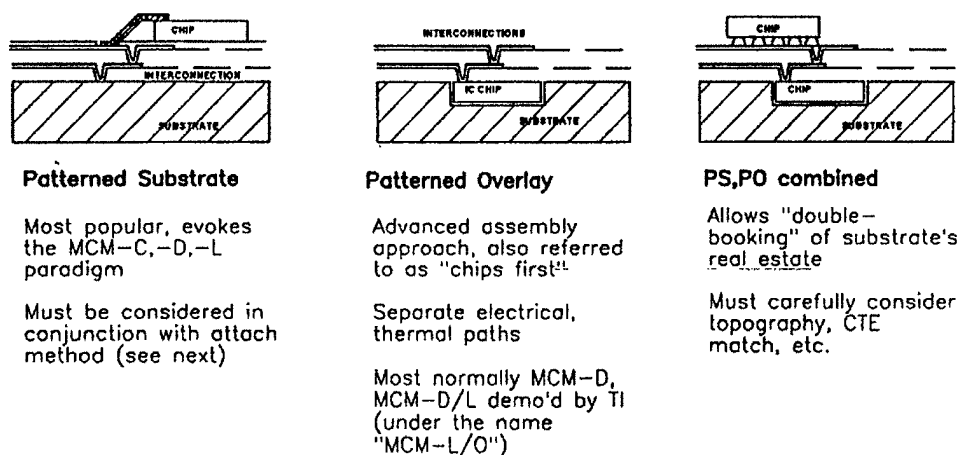 CHIP
INTERCONNECTION
SUBSTRATE
Patterned Substrate
Most popular, evokes
the MCM-C,-D,-L
paradigm
Must be considered in
conjunction with attach
method (see next)
INTERCONNECTIONS
IC CHIP
SUBSTRATE
Patterned Overlay
Advanced assembly
approach, also referred
to as "chips first"
Separate electrical,
thermal paths
Most normally MCM-D,
MCM-D/L demo'd by TI
(under the name
"MCM-L/O")
CHIP
CHIP
SUBSTRATE
PS,PO combined
Allows "double-
booking" of substrate's
real estate
Must carefully consider
topography, CTE
match, etc.